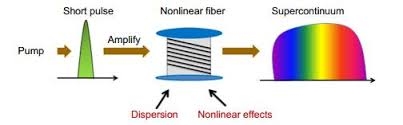 Short pulse
Nonlinear fiber
Supercontinuum
Amplify
Pump
Dispersion
Nonlinear effects